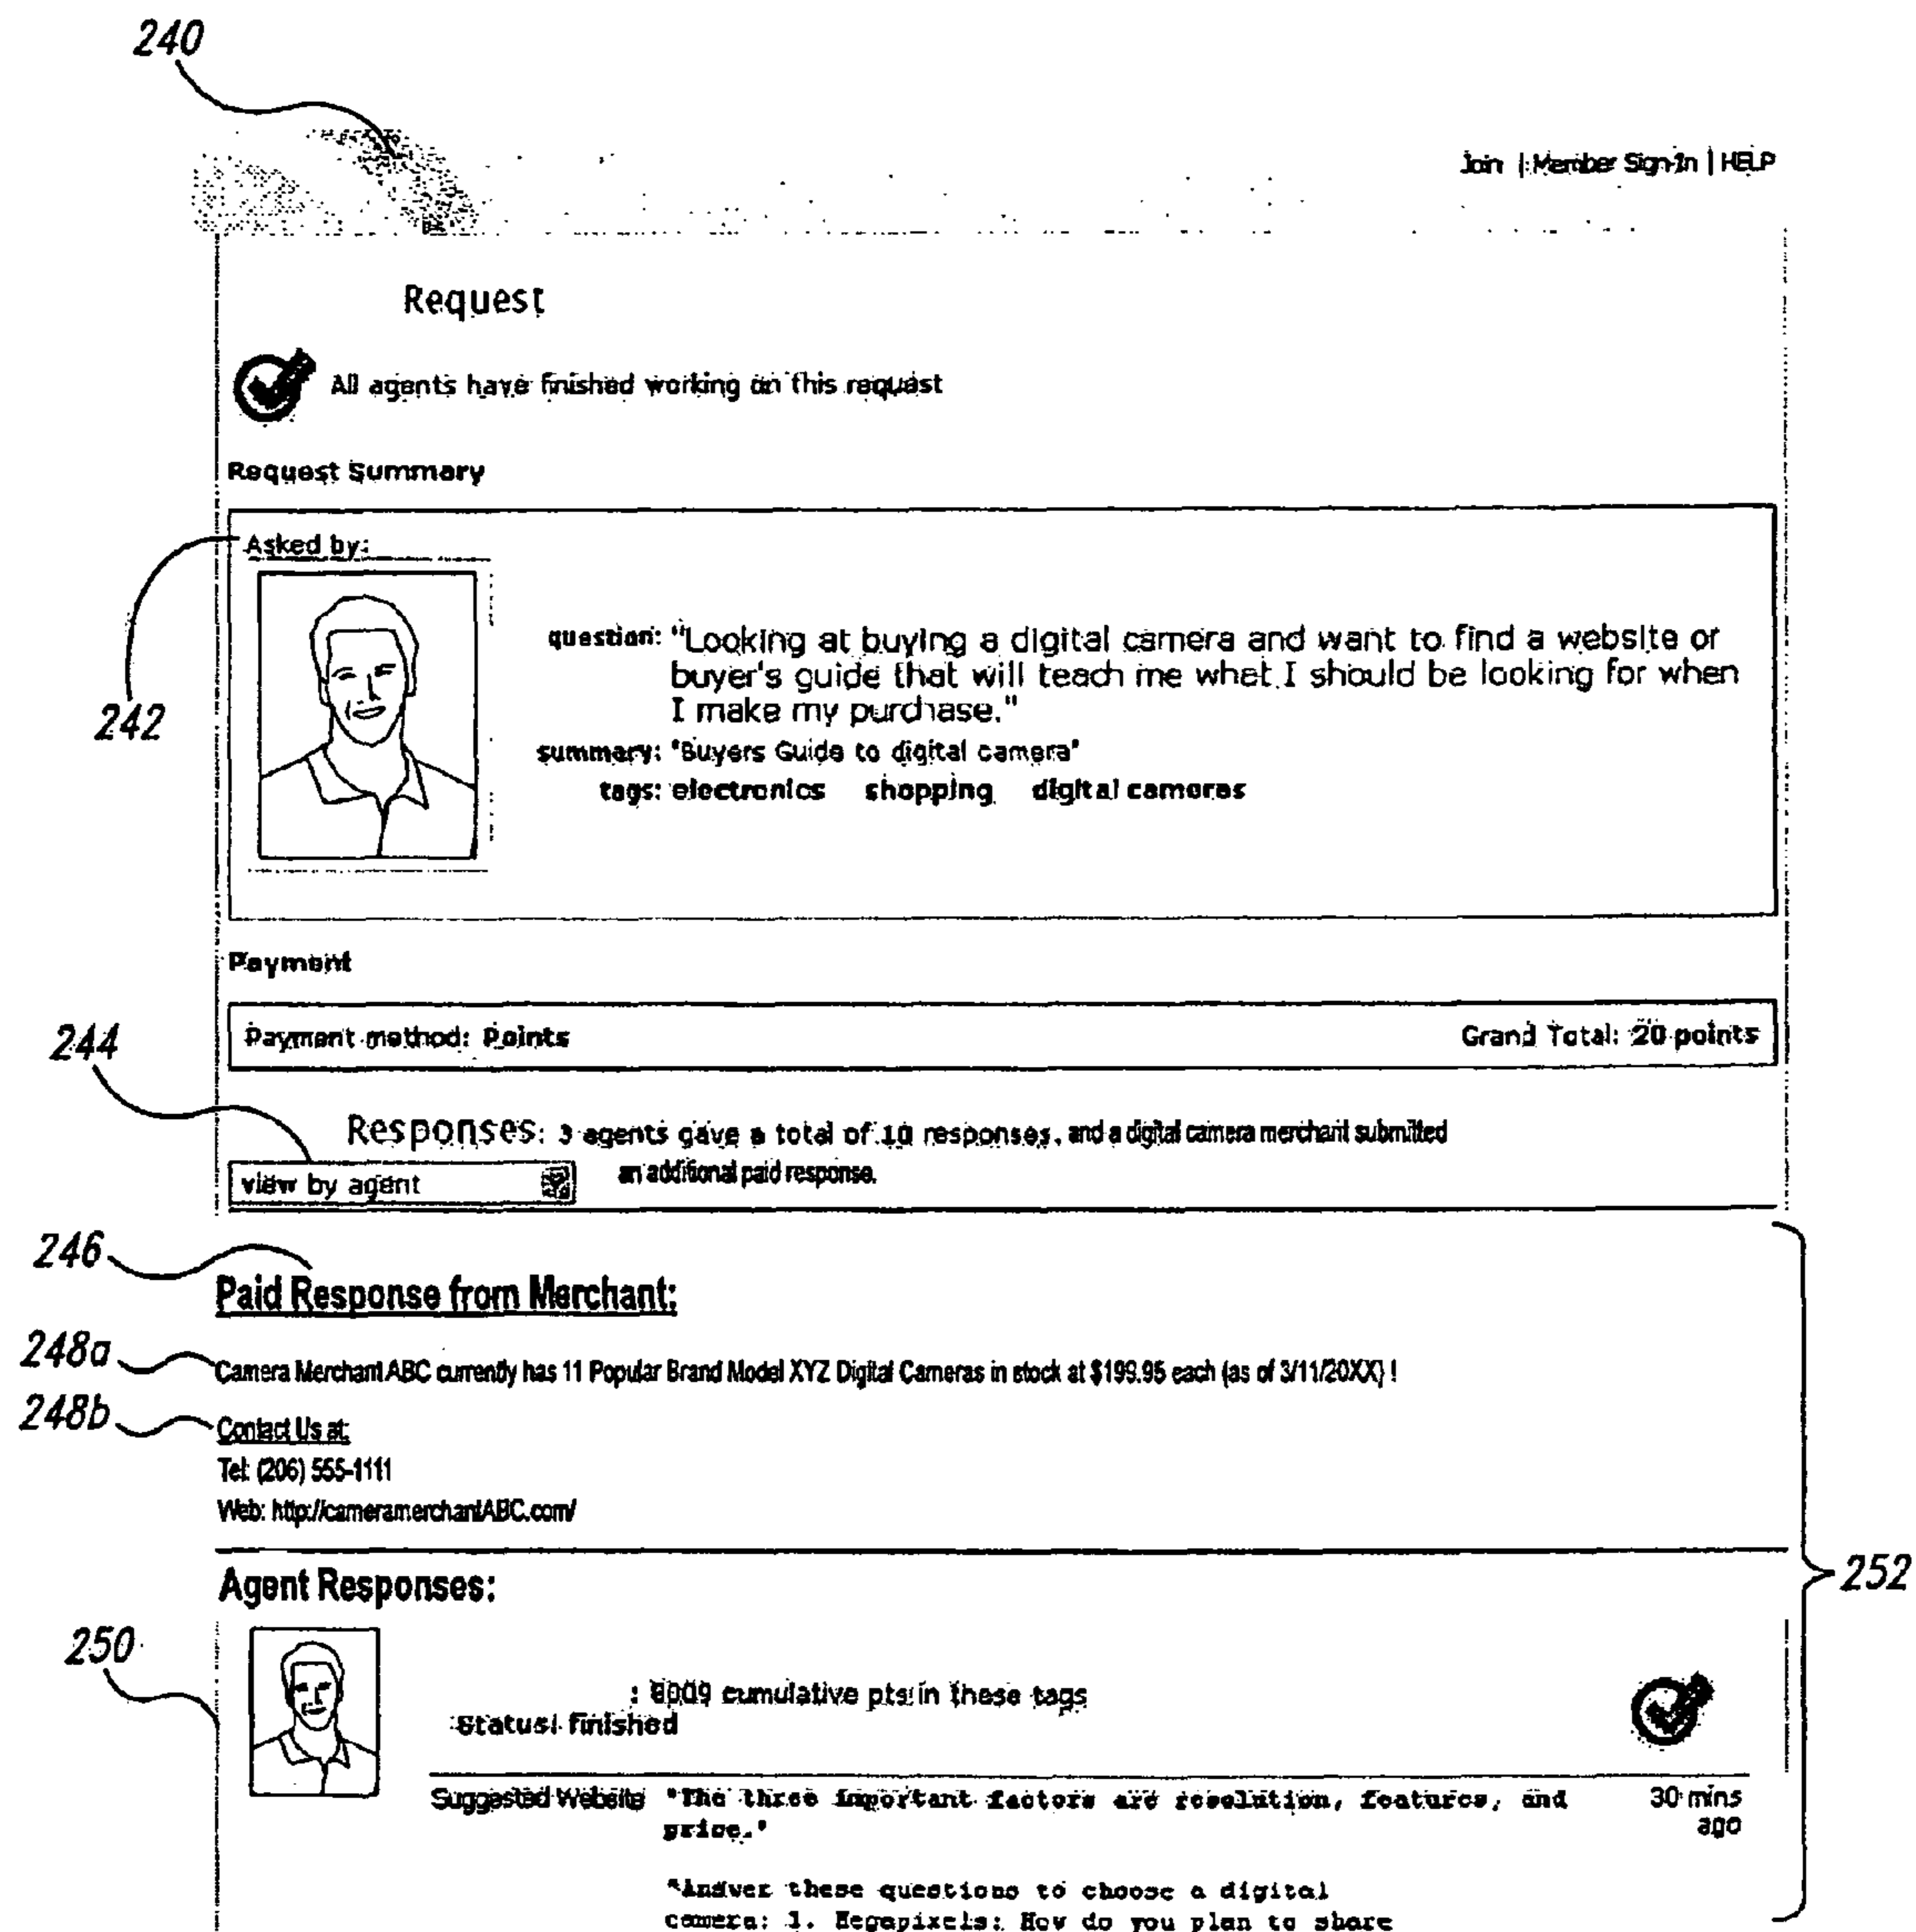 240
Join | Member Sign-In | HELP
Request
All agents have finished working on this request
Request Summary
Asked by:
question: "Looking at buying a digital camera and want to find a website or
buyer's guide that will teach me what I should be looking for when
I make my purchase."
242
summary: "Buyers Guide to digital camera"
tags: electronics shopping digital cameras
Payment
244
Payment method: Points Grand Total: 20 points
Responses: 3 agents gave a total of 10 responses, and a digital camera merchant submitted
an additional paid response.
view by agent
246
Paid Response from Merchant:
248a
Camera Merchant ABC currently has 11 Popular Brand Model XYZ Digital Cameras in stock at $199.95 each (as of 3/11/20XX) !
248b
Contact Us at:
Tel: (206) 555-1111
Web: http://cameramerchantABC.com/
252
Agent Responses:
250
: 6009 cumulative pts in these tags
Status: finished
Suggested Website "The three important factors are resolution, features, and 30 mins
price." ago
"Answer these questions to choose a digital
camera: 1. Megapixels: How do you plan to share